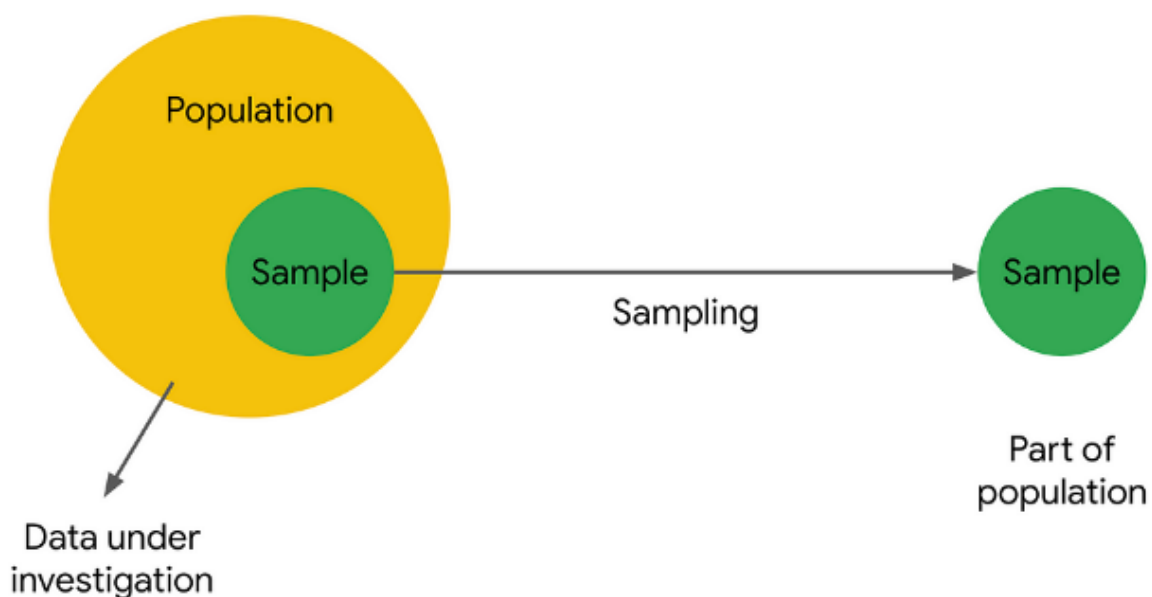 Population
Sample
Sampling
Sample
Part of
population
Data under
investigation